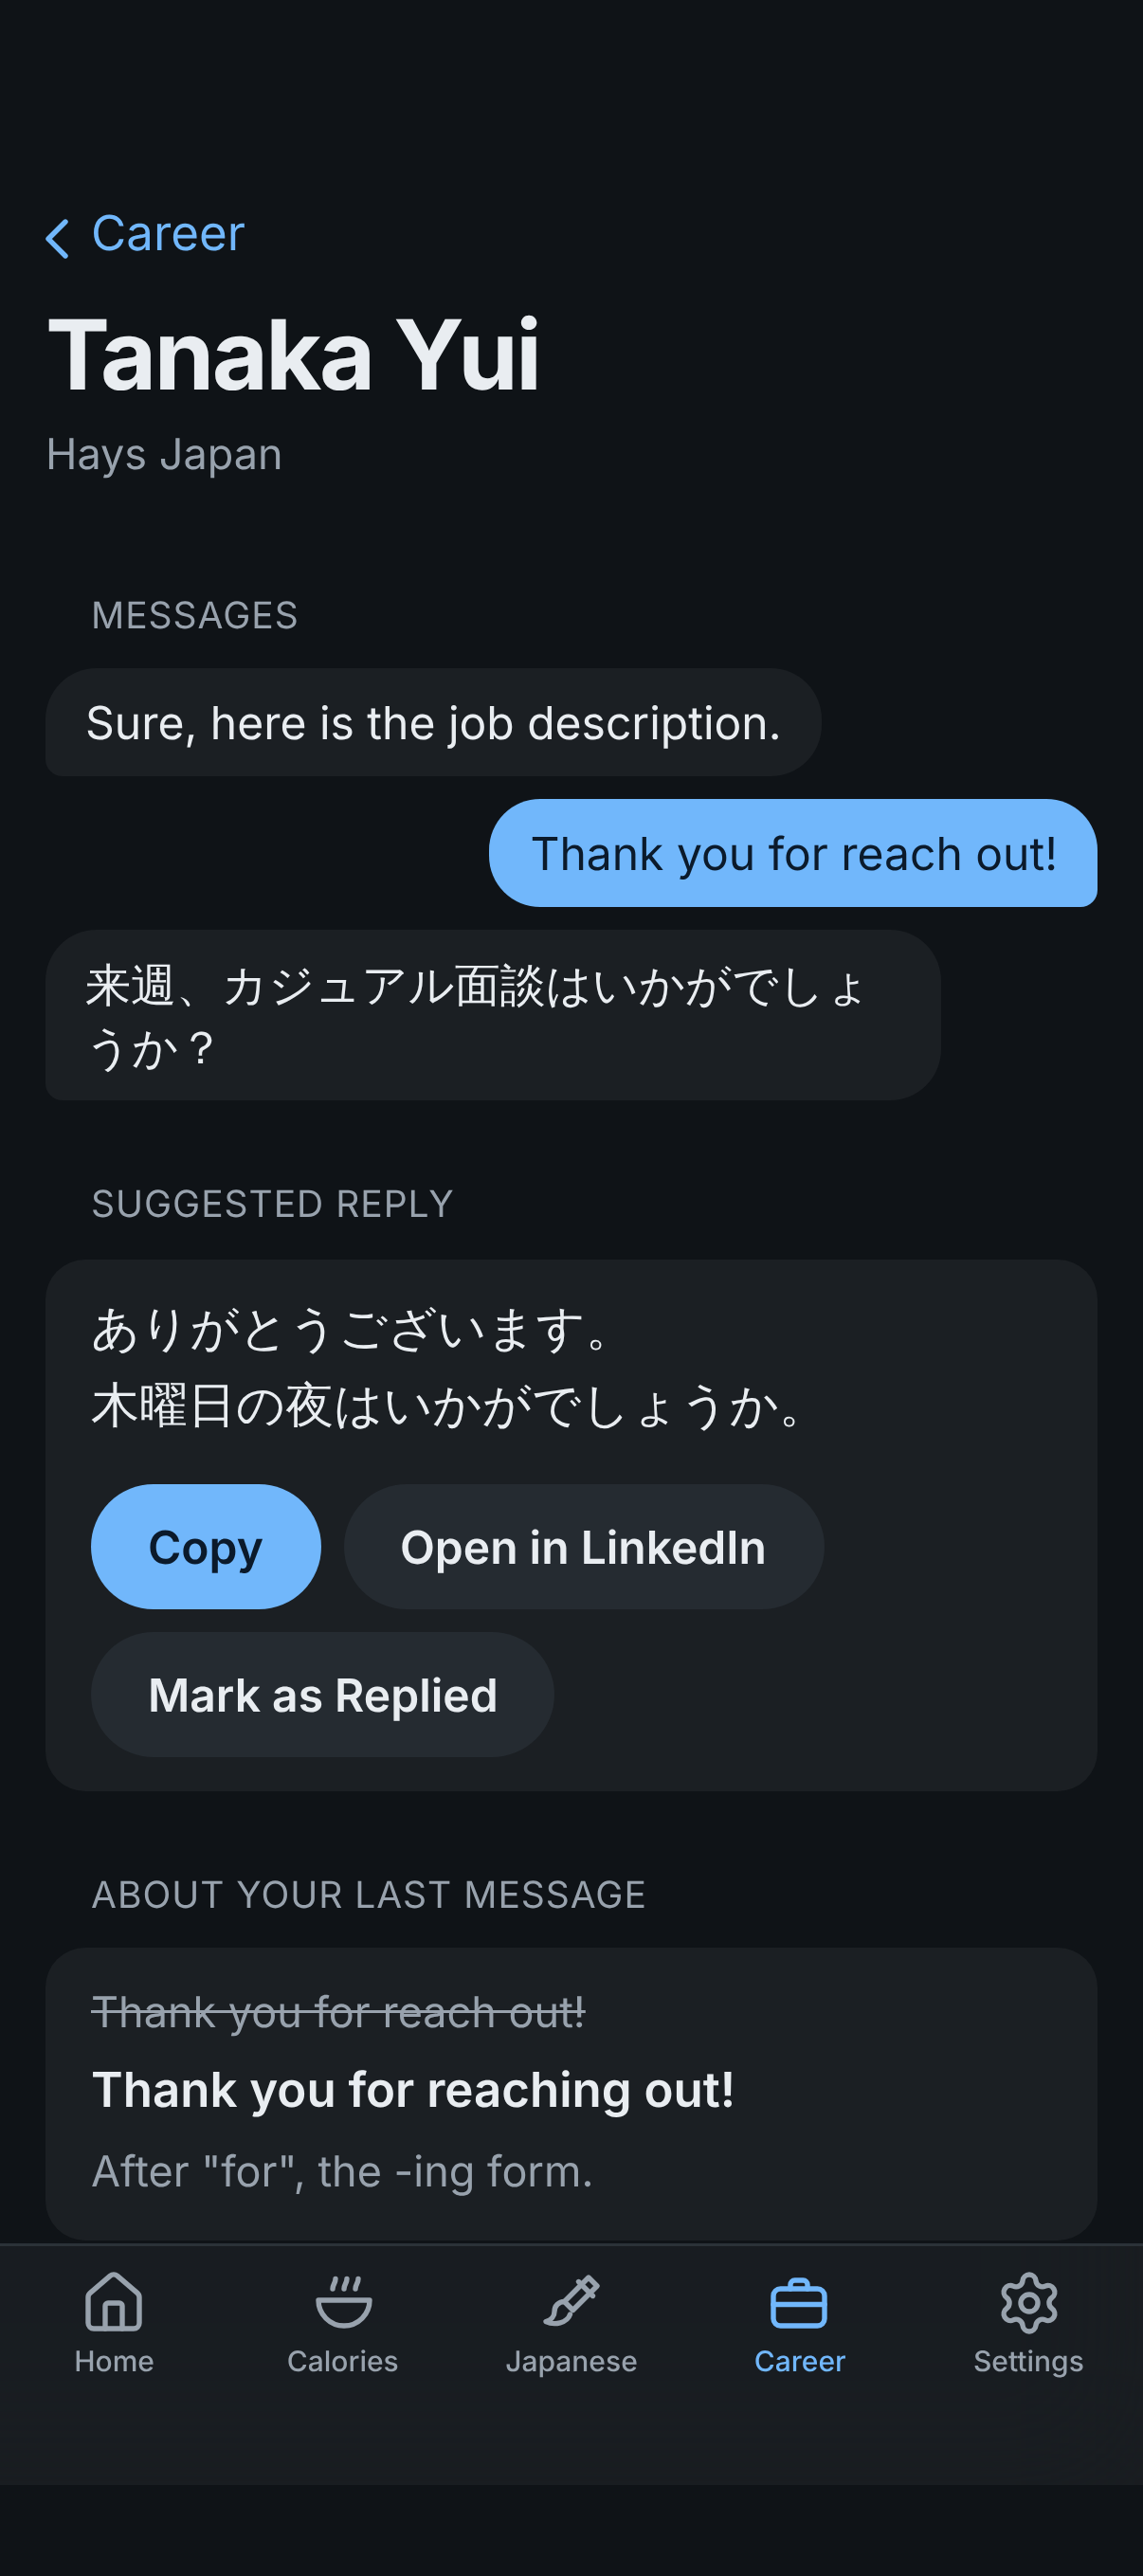 Career
Tanaka Yui
Hays Japan
MESSAGES
Sure, here is the job description.
Thank you for reach out!
来週、カジュアル面談はいかがでしょ
うか？
SUGGESTED REPLY
ありがとうございます。
木曜日の夜はいかがでしょうか。
Copy
Open in LinkedIn
Mark as Replied
ABOUT YOUR LAST MESSAGE
Thank you for reach out!
Thank you for reaching out!
After "for", the -ing form.
Home
Calories
Japanese
Career
Settings